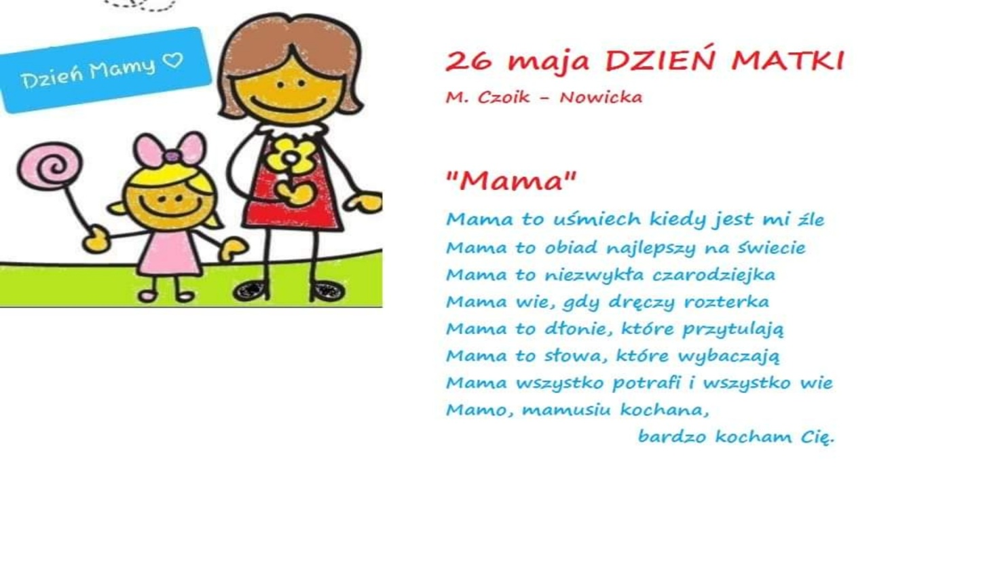 Dzień Mamy ♡
26 maja DZIEŃ MATKI
M. Czoik - Nowicka
"Mama"
Mama to uśmiech kiedy jest mi źle
Mama to obiad najlepszy na świecie
Mama to niezwykła czarodziejka
Mama wie, gdy dręczy rozterka
Mama to dłonie, które przytulają
Mama to słowa, które wybaczają
Mama wszystko potrafi i wszystko wie
Mamo, mamusiu kochana,
bardzo kocham Cię.